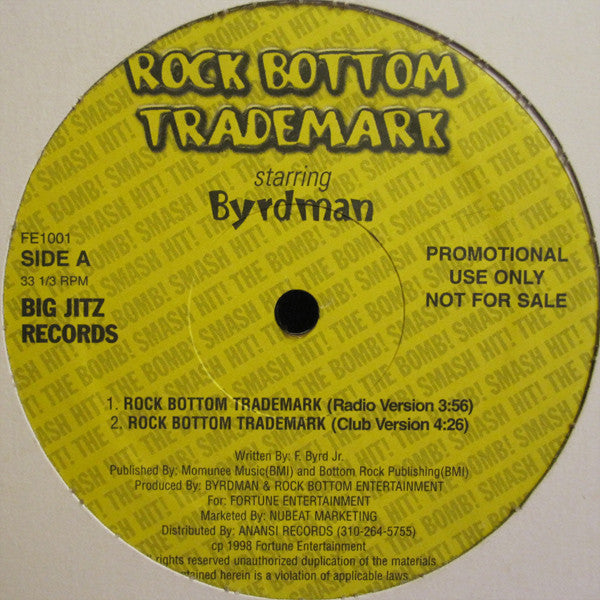 ROCK BOTTOM
TRADEMARK
starring
Byrdman
FE1001
SIDE A
33 1/3 RPM
BIG JITZ
RECORDS
PROMOTIONAL
USE ONLY
NOT FOR SALE
1. ROCK BOTTOM TRADEMARK (Radio Version 3:56)
2. ROCK BOTTOM TRADEMARK (Club Version 4:26)
Written By: F. Byrd Jr.
Published By: Momunee Music(BMI) and Bottom Rock Publishing(BMI)
Produced By: BYRDMAN & ROCK BOTTOM ENTERTAINMENT
For: FORTUNE ENTERTAINMENT
Marketed By: NUBEAT MARKETING
Distributed By: ANANSI RECORDS (310-264-5755)
cp 1998 Fortune Entertainment
rights reserved unauthorized duplication of the materials
herein is a violation of applicable laws
SMASH HIT! THE BOMB!